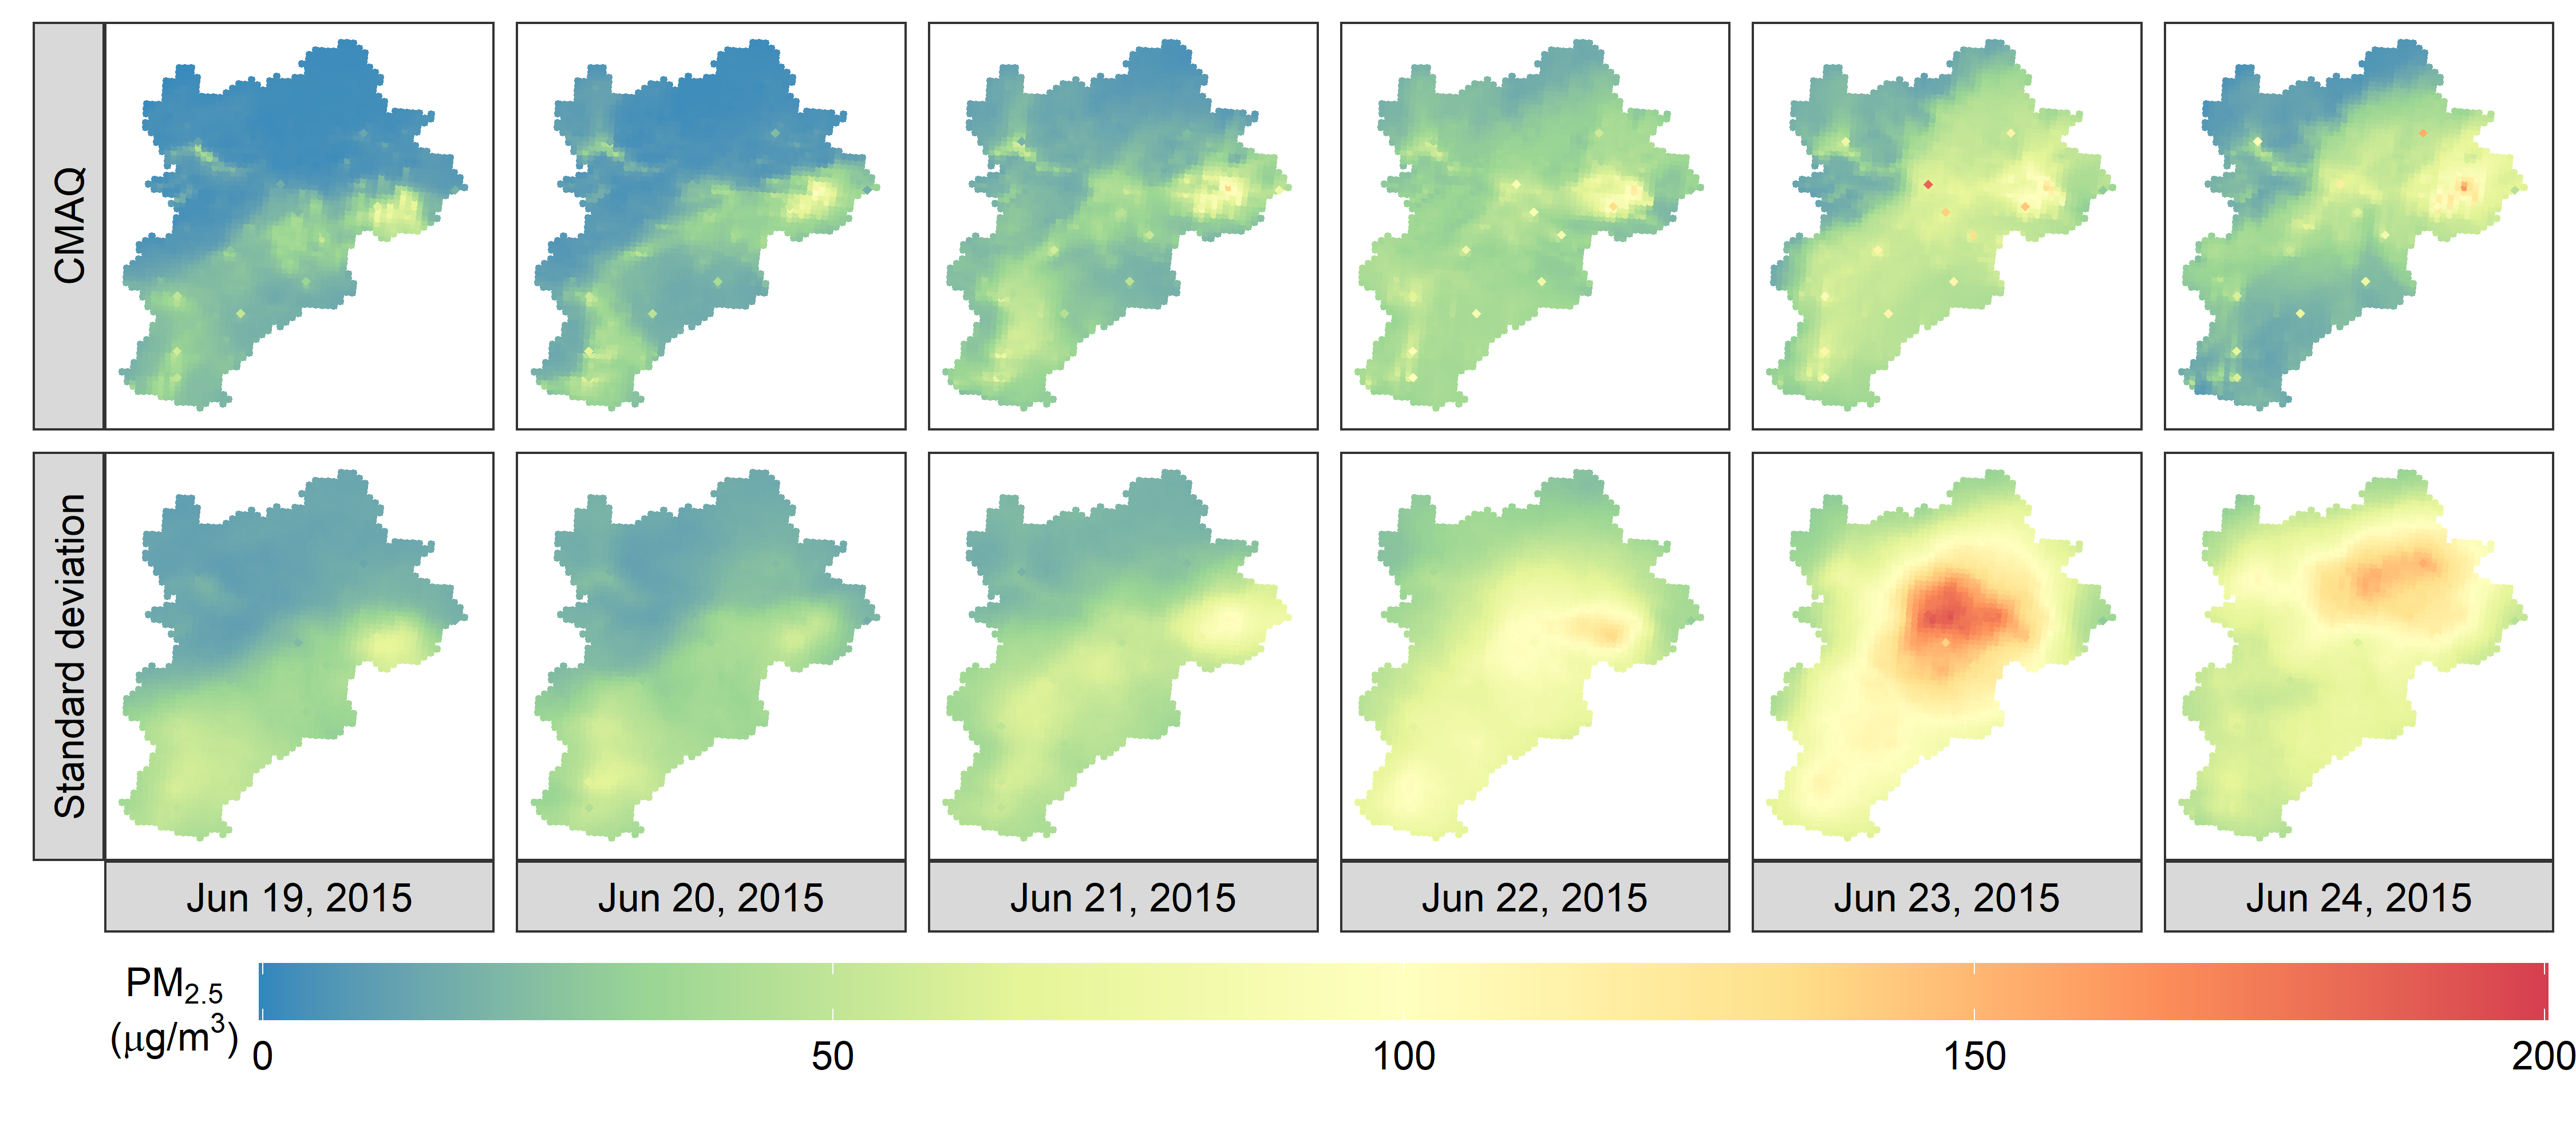 CMAQ
Standard deviation
Jun 19, 2015
Jun 20, 2015
Jun 21, 2015
Jun 22, 2015
Jun 23, 2015
Jun 24, 2015
PM2.5
(μg/m³)
0
50
100
150
200